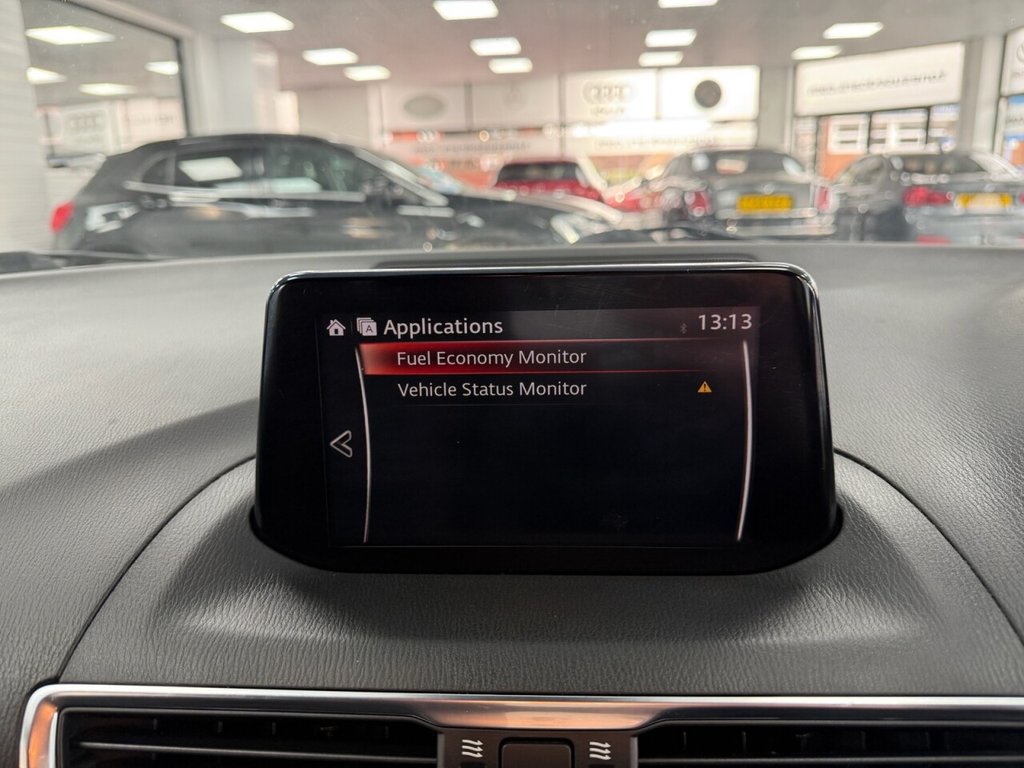 A Applications 13:13
Fuel Economy Monitor
Vehicle Status Monitor